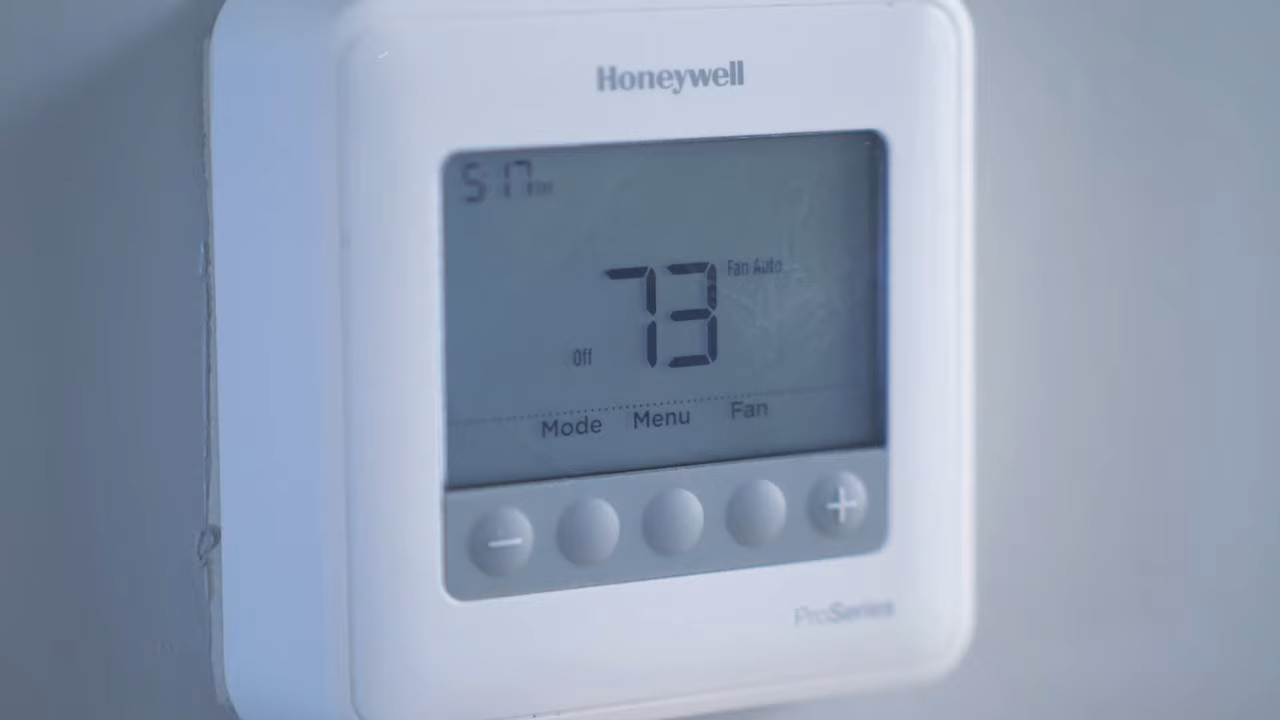 Honeywell
5:17
73
Fan Auto
Off
Mode Menu Fan
− +
ProSeries